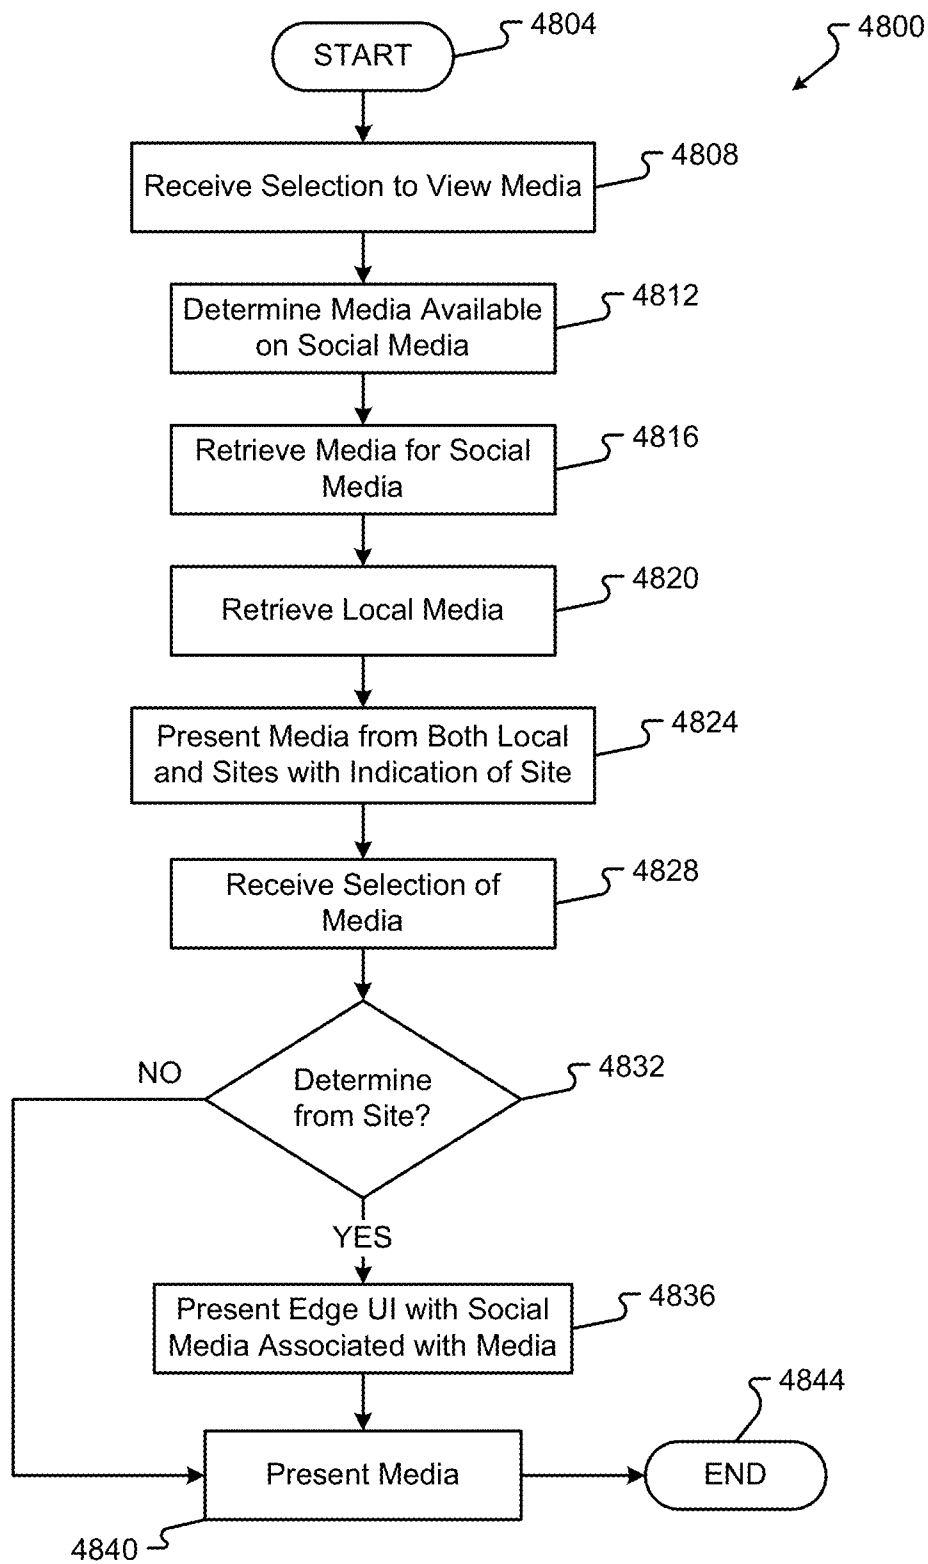 4800
4804
START
4808
Receive Selection to View Media
4812
Determine Media Available
on Social Media
4816
Retrieve Media for Social
Media
4820
Retrieve Local Media
4824
Present Media from Both Local
and Sites with Indication of Site
4828
Receive Selection of
Media
4832
NO
Determine
from Site?
YES
4836
Present Edge UI with Social
Media Associated with Media
4844
Present Media
END
4840